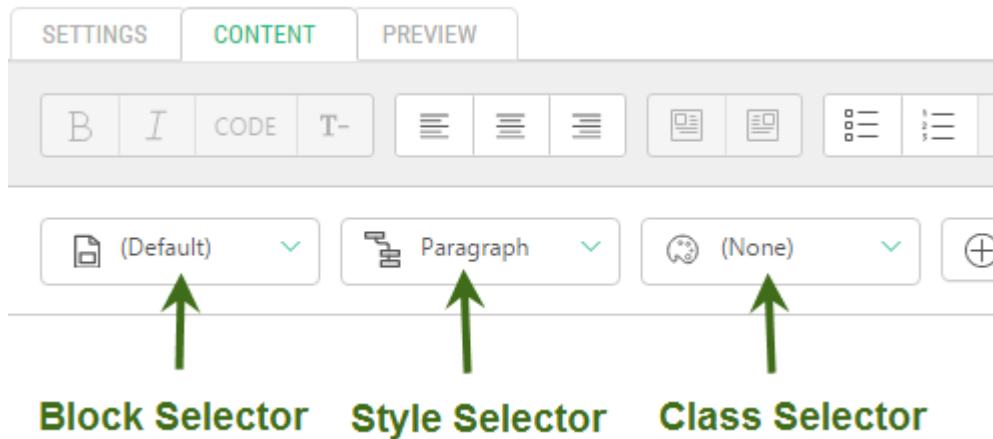 SETTINGS CONTENT PREVIEW
B I CODE T-
(Default) Paragraph (None)
Block Selector Style Selector Class Selector